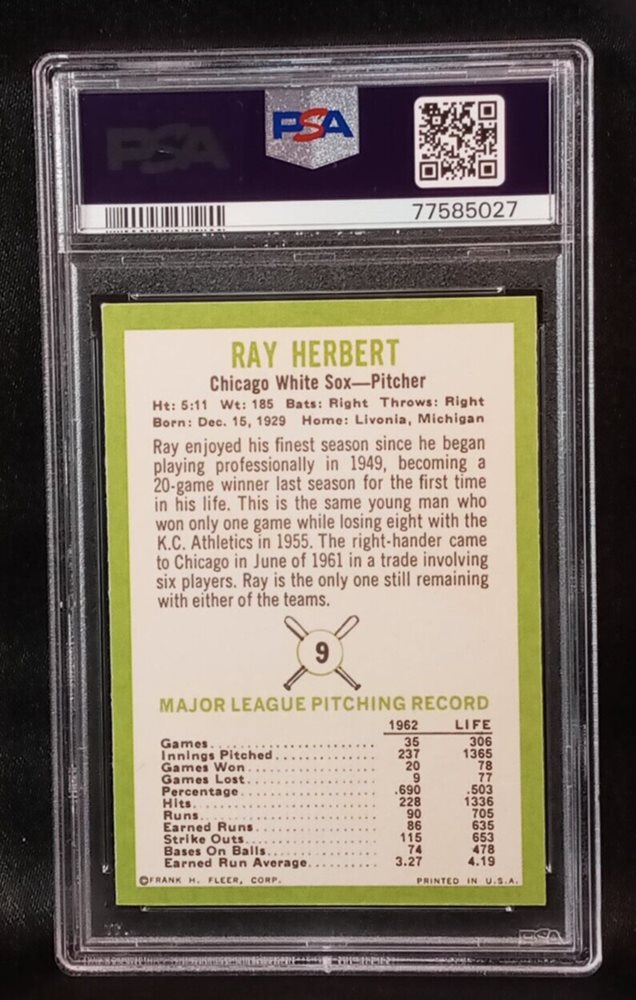 PSA
PSA
77585027
RAY HERBERT
Chicago White Sox—Pitcher
Ht: 5:11 Wt: 185 Bats: Right Throws: Right
Born: Dec. 15, 1929 Home: Livonia, Michigan
Ray enjoyed his finest season since he began
playing professionally in 1949, becoming a
20-game winner last season for the first time
in his life. This is the same young man who
won only one game while losing eight with the
K.C. Athletics in 1955. The right-hander came
to Chicago in June of 1961 in a trade involving
six players. Ray is the only one still remaining
with either of the teams.
9
MAJOR LEAGUE PITCHING RECORD
1962 LIFE
Games 35 306
Innings Pitched 237 1365
Games Won 20 78
Games Lost 9 77
Percentage .690 .503
Hits 228 1336
Runs 90 705
Earned Runs 86 635
Strike Outs 115 653
Bases On Balls 74 478
Earned Run Average 3.27 4.19
©FRANK H. FLEER, CORP. PRINTED IN U.S.A.
PSA